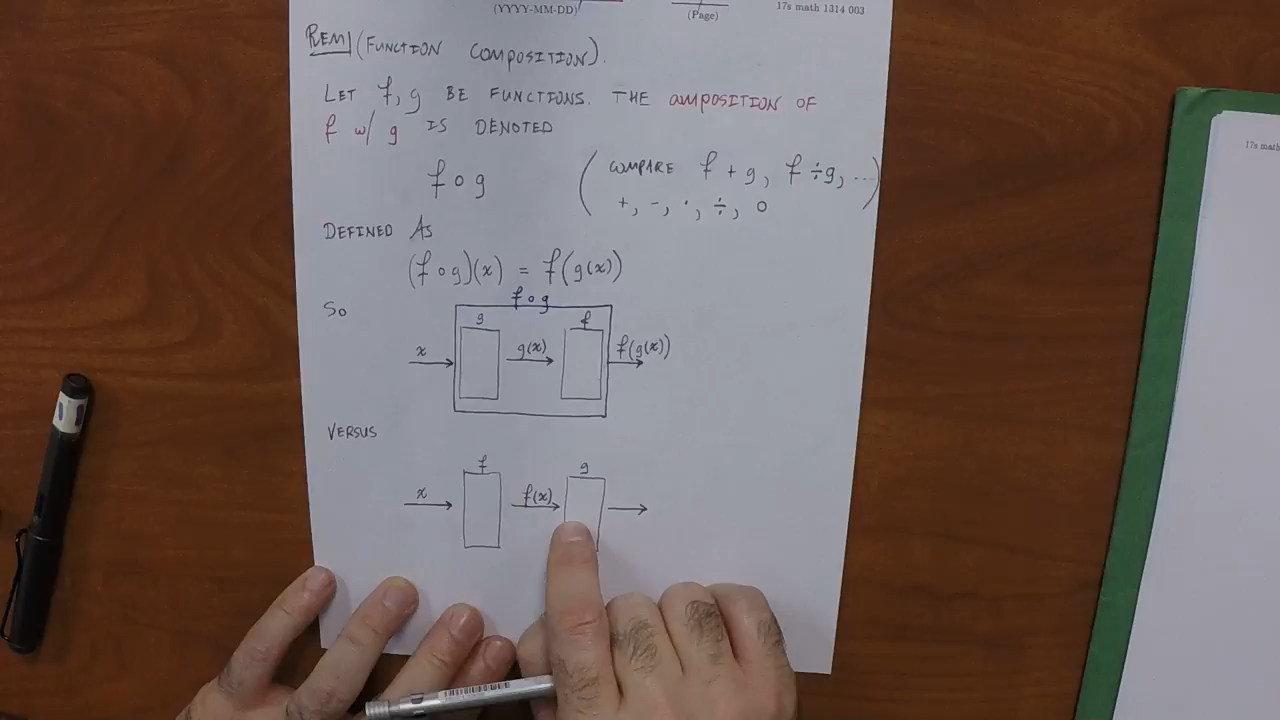 (YYYY-MM-DD)
(Page)
17s math 1314 003
REM (FUNCTION COMPOSITION).
LET f, g BE FUNCTIONS. THE COMPOSITION OF
f w/ g IS DENOTED
f ∘ g
(COMPARE f + g, f ÷ g, ...)
+, -, ·, ÷, ∘
DEFINED AS
(f ∘ g)(x) = f(g(x))
SO
f ∘ g
g f
x g(x) f(g(x))
VERSUS
f g
x f(x)
17s math